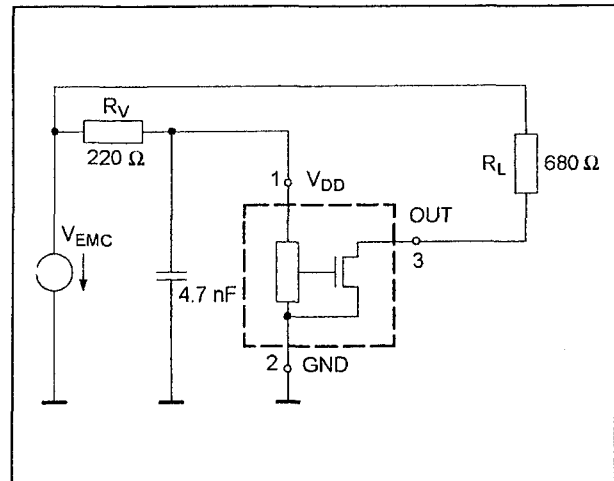 R_V
220 Ω
1
V_DD
R_L
680 Ω
OUT
3
V_EMC
4.7 nF
2
GND